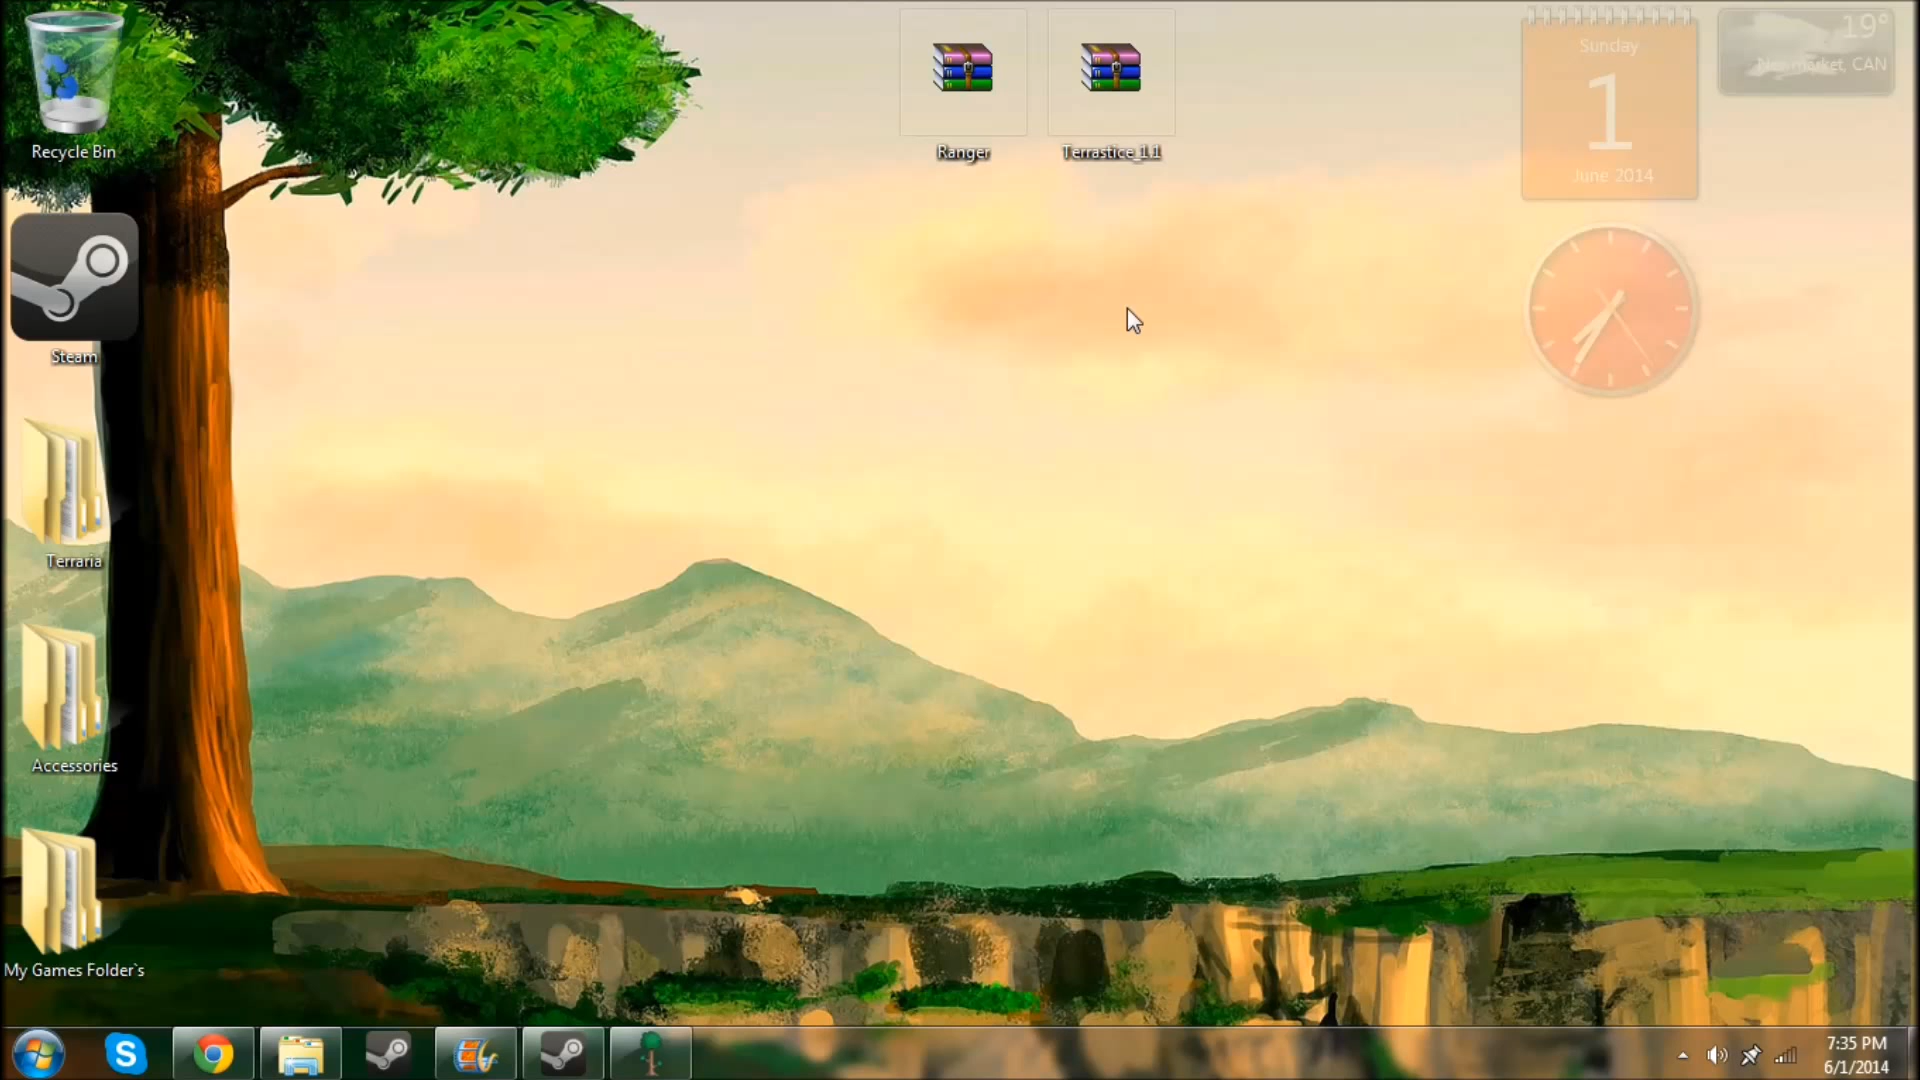 Recycle Bin
Steam
Terraria
Accessories
My Games Folder`s
Ranger
Terrastice_1.1
Sunday
1
June 2014
19°
Newmarket, CAN
7:35 PM
6/1/2014